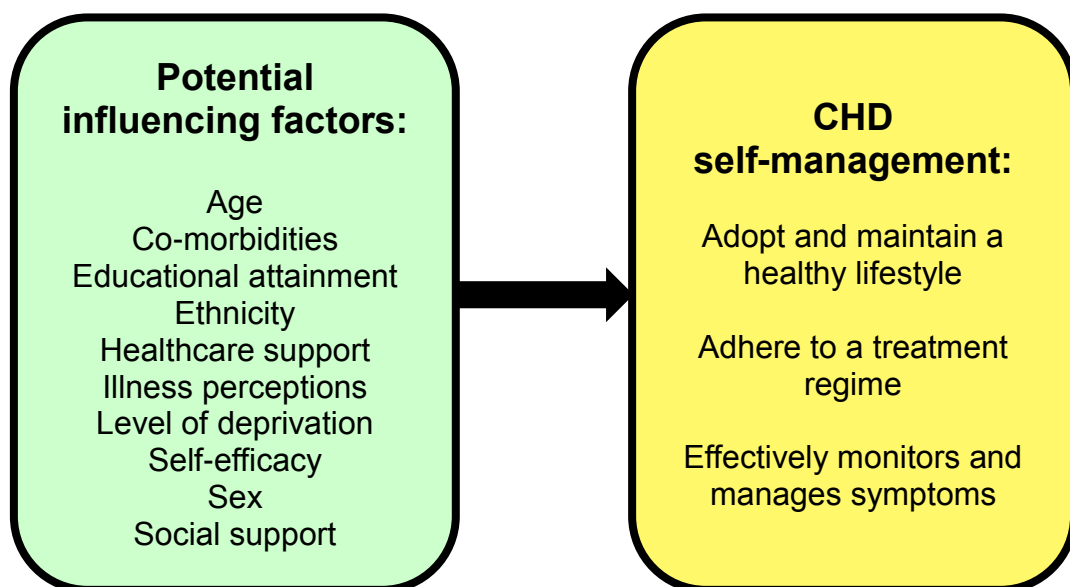 Potential
influencing factors:
Age
Co-morbidities
Educational attainment
Ethnicity
Healthcare support
Illness perceptions
Level of deprivation
Self-efficacy
Sex
Social support
CHD
self-management:
Adopt and maintain a
healthy lifestyle
Adhere to a treatment
regime
Effectively monitors and
manages symptoms